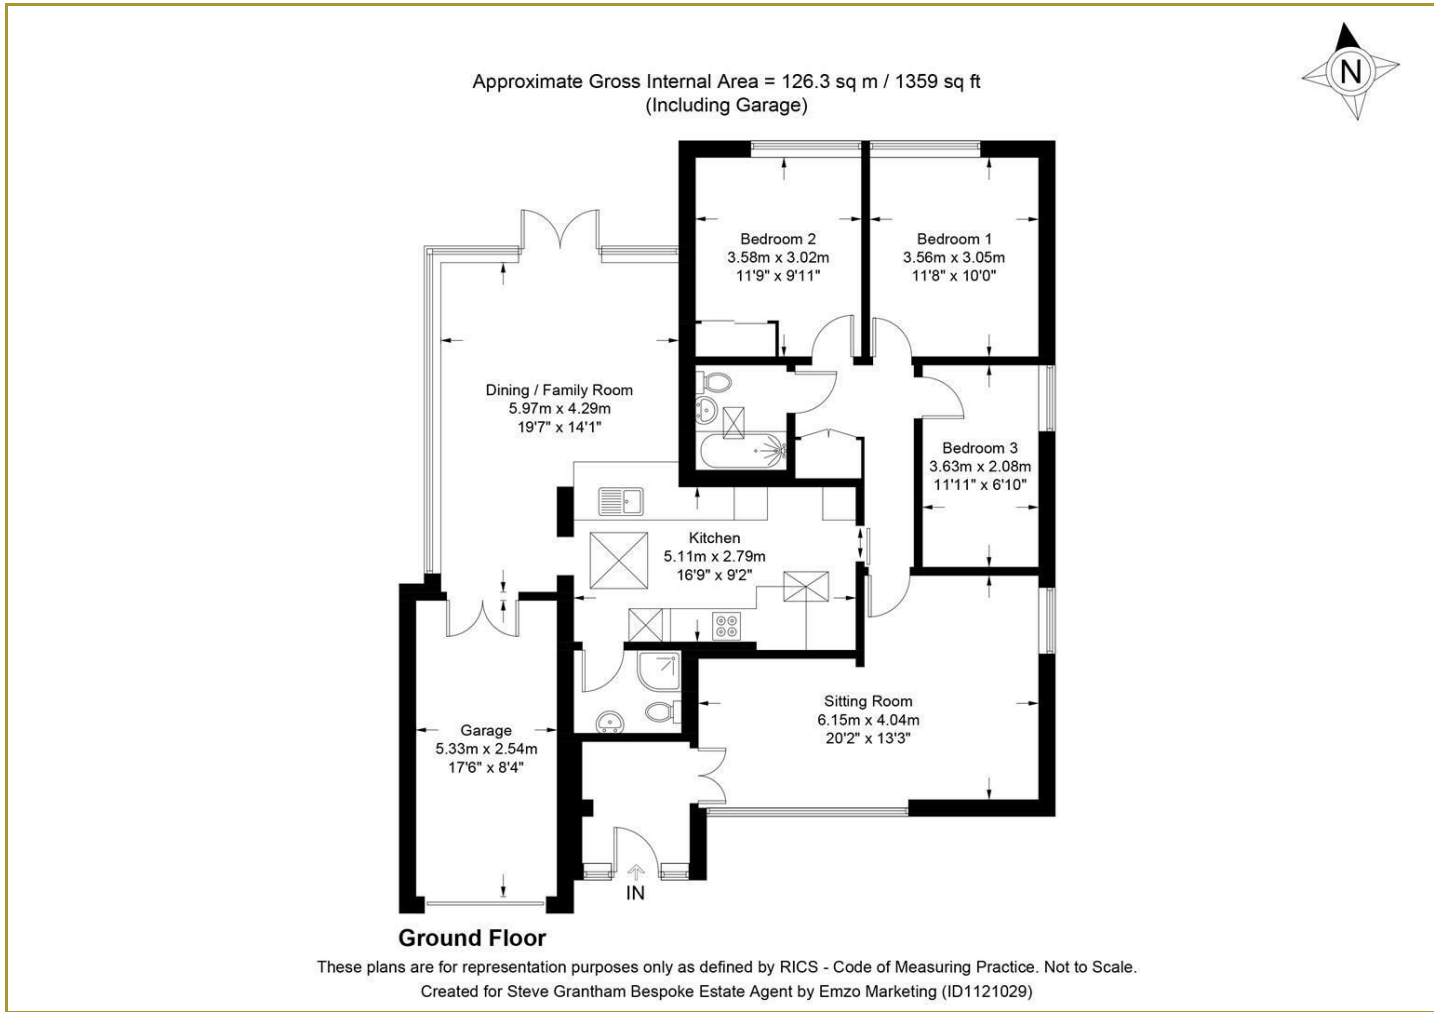 N
Approximate Gross Internal Area = 126.3 sq m / 1359 sq ft
(Including Garage)
Bedroom 2
3.58m x 3.02m
11'9" x 9'11"
Bedroom 1
3.56m x 3.05m
11'8" x 10'0"
Dining / Family Room
5.97m x 4.29m
19'7" x 14'1"
Bedroom 3
3.63m x 2.08m
11'11" x 6'10"
Kitchen
5.11m x 2.79m
16'9" x 9'2"
Sitting Room
6.15m x 4.04m
20'2" x 13'3"
Garage
5.33m x 2.54m
17'6" x 8'4"
IN
Ground Floor
These plans are for representation purposes only as defined by RICS - Code of Measuring Practice. Not to Scale.
Created for Steve Grantham Bespoke Estate Agent by Emzo Marketing (ID1121029)